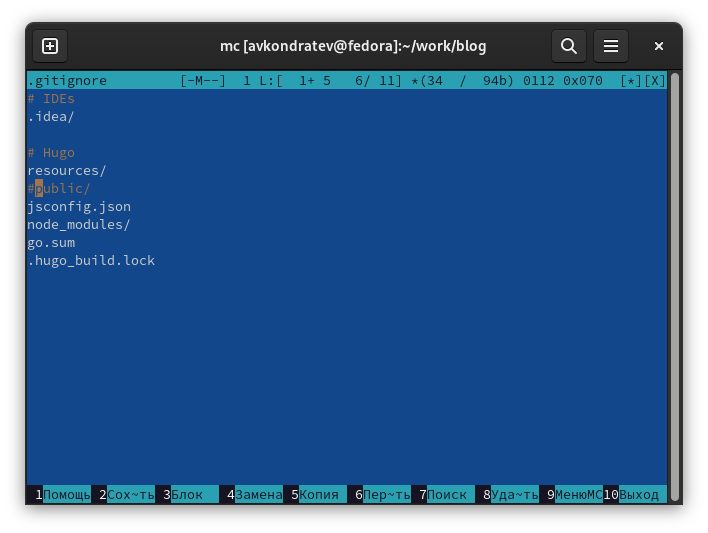 mc [avkondratev@fedora]:~/work/blog
.gitignore [-M--] 1 L:[ 1+ 5 6/ 11] *(34 / 94b) 0112 0x070 [*][X]
# IDEs
.idea/
# Hugo
resources/
#public/
jsconfig.json
node_modules/
go.sum
.hugo_build.lock
1Помощь 2Сох~ть 3Блок 4Замена 5Копия 6Пер~ть 7Поиск 8Уда~ть 9МенюMC10Выход